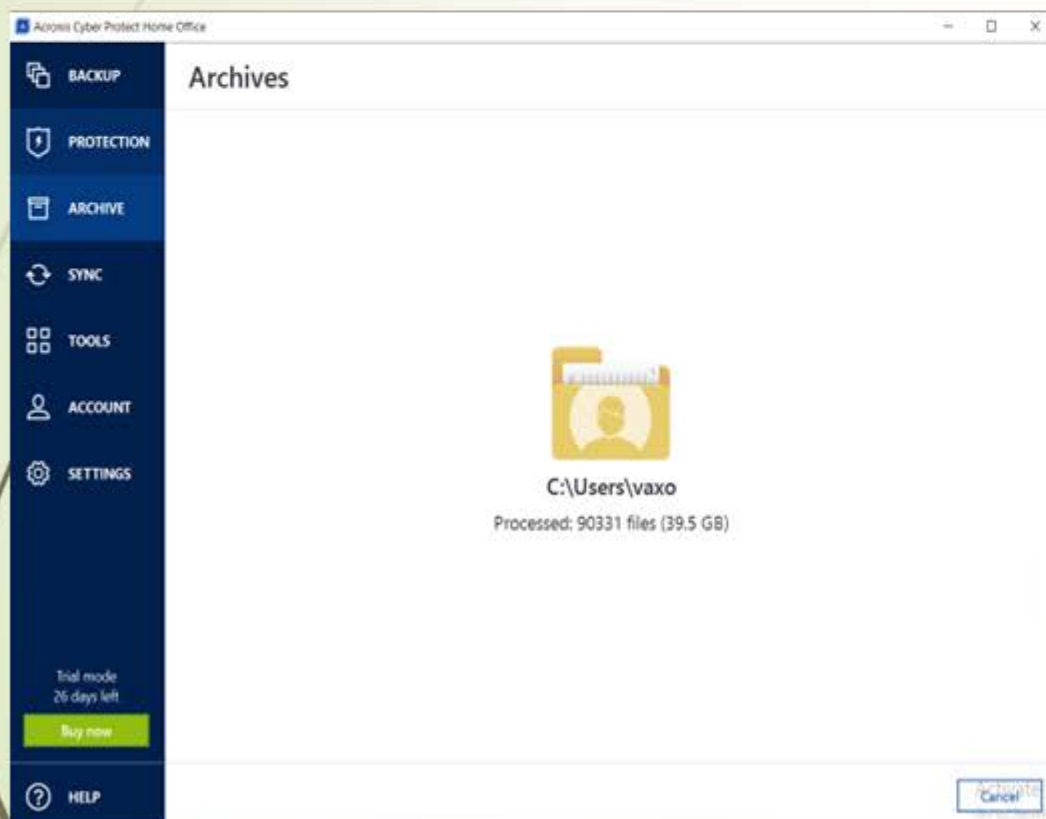 Acronis Cyber Protect Home Office
BACKUP
PROTECTION
ARCHIVE
SYNC
TOOLS
ACCOUNT
SETTINGS
Trial mode
26 days left
Buy now
HELP
Archives
C:\Users\vaxo
Processed: 90331 files (39.5 GB)
Activate
Cancel